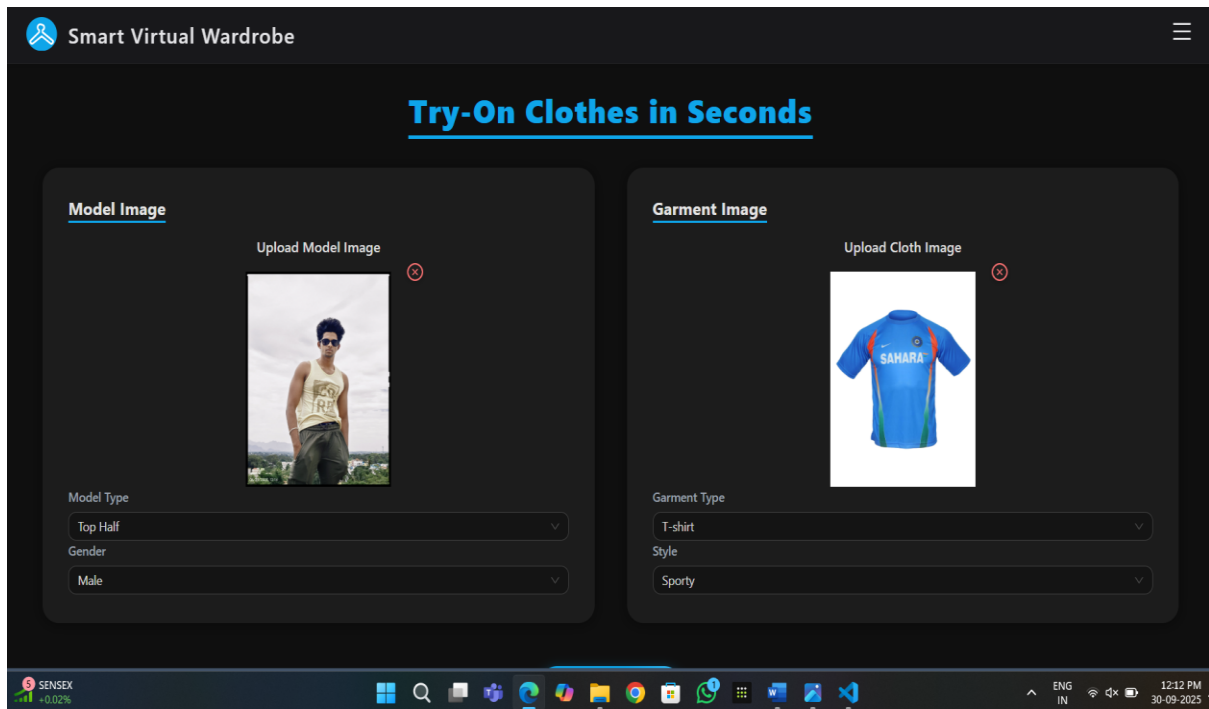 Smart Virtual Wardrobe
Try-On Clothes in Seconds
Model Image
Upload Model Image
Model Type
Top Half
Gender
Male
Garment Image
Upload Cloth Image
SAHARA
Garment Type
T-shirt
Style
Sporty
5
SENSEX
+0.02%
1
ENG
IN
12:12 PM
30-09-2025